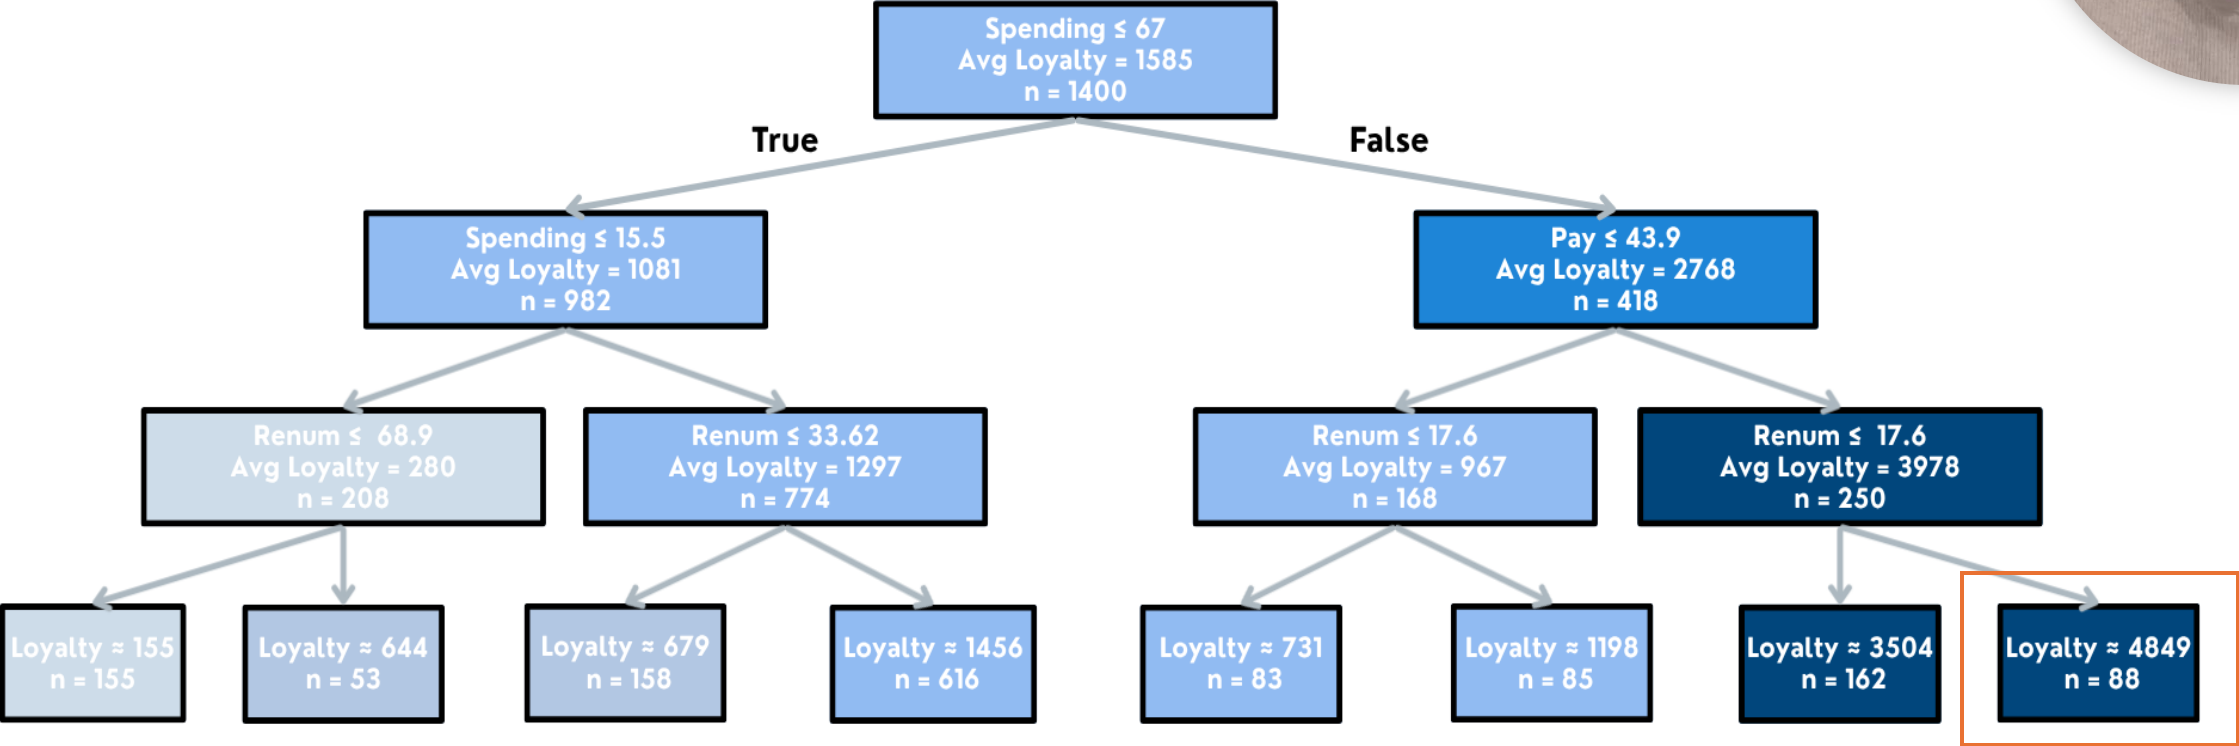 Spending ≤ 67
Avg Loyalty = 1585
n = 1400
True
False
Spending ≤ 15.5
Avg Loyalty = 1081
n = 982
Pay ≤ 43.9
Avg Loyalty = 2768
n = 418
Renum ≤ 68.9
Avg Loyalty = 280
n = 208
Renum ≤ 33.62
Avg Loyalty = 1297
n = 774
Renum ≤ 17.6
Avg Loyalty = 967
n = 168
Renum ≤ 17.6
Avg Loyalty = 3978
n = 250
Loyalty ≈ 155
n = 155
Loyalty ≈ 644
n = 53
Loyalty ≈ 679
n = 158
Loyalty ≈ 1456
n = 616
Loyalty ≈ 731
n = 83
Loyalty ≈ 1198
n = 85
Loyalty ≈ 3504
n = 162
Loyalty ≈ 4849
n = 88